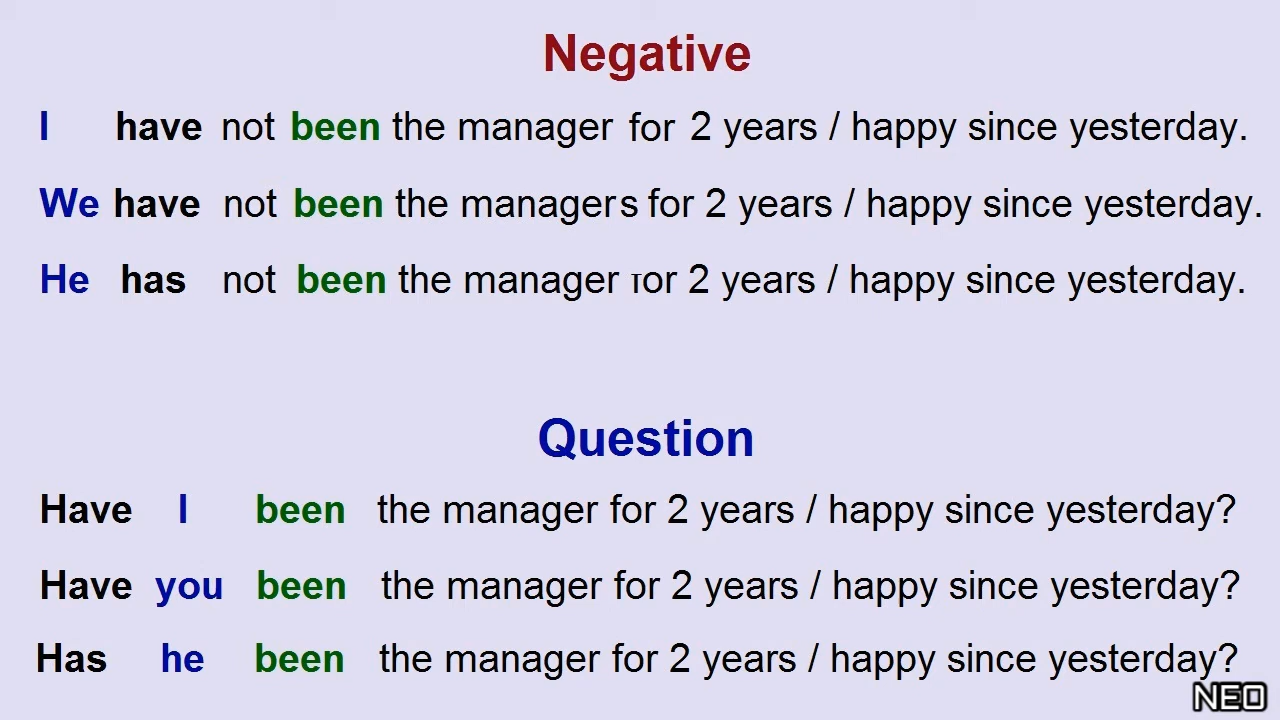 Negative
I have not been the manager for 2 years / happy since yesterday.
We have not been the managers for 2 years / happy since yesterday.
He has not been the manager for 2 years / happy since yesterday.
Question
Have I been the manager for 2 years / happy since yesterday?
Have you been the manager for 2 years / happy since yesterday?
Has he been the manager for 2 years / happy since yesterday?
NEO